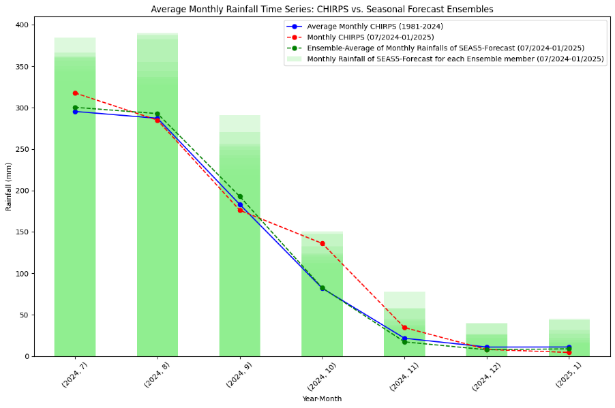 Average Monthly Rainfall Time Series: CHIRPS vs. Seasonal Forecast Ensembles
Average Monthly CHIRPS (1981-2024)
Monthly CHIRPS (07/2024-01/2025)
Ensemble-Average of Monthly Rainfalls of SEAS5-Forecast (07/2024-01/2025)
Monthly Rainfall of SEAS5-Forecast for each Ensemble member (07/2024-01/2025)
Rainfall (mm)
400
350
300
250
200
150
100
50
0
(2024, 7)
(2024, 8)
(2024, 9)
(2024, 10)
(2024, 11)
(2024, 12)
(2025, 1)
Year-Month